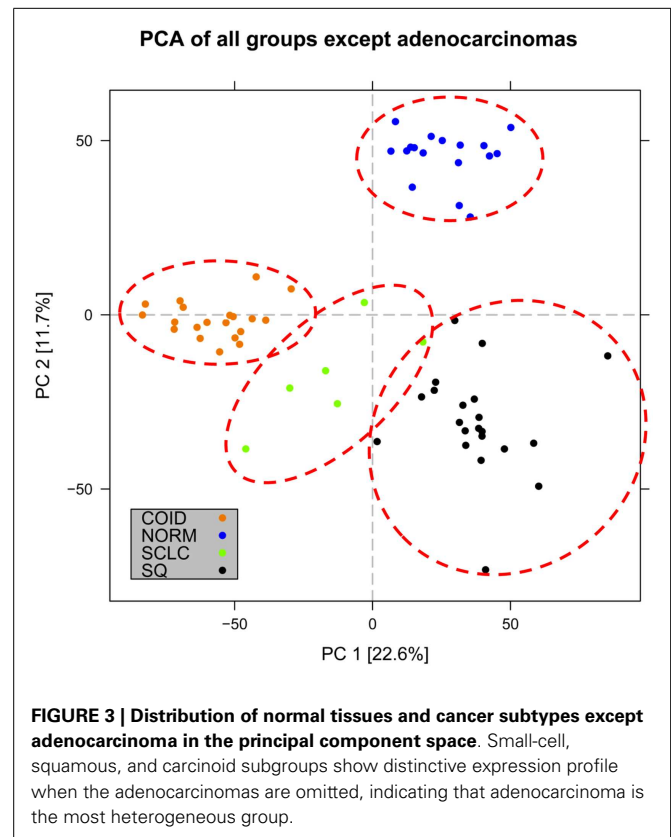 PCA of all groups except adenocarcinomas
50
0
−50
PC 2 [11.7%]
COID
NORM
SCLC
SQ
−50 0 50
PC 1 [22.6%]
FIGURE 3 | Distribution of normal tissues and cancer subtypes except
adenocarcinoma in the principal component space. Small-cell,
squamous, and carcinoid subgroups show distinctive expression profile
when the adenocarcinomas are omitted, indicating that adenocarcinoma is
the most heterogeneous group.